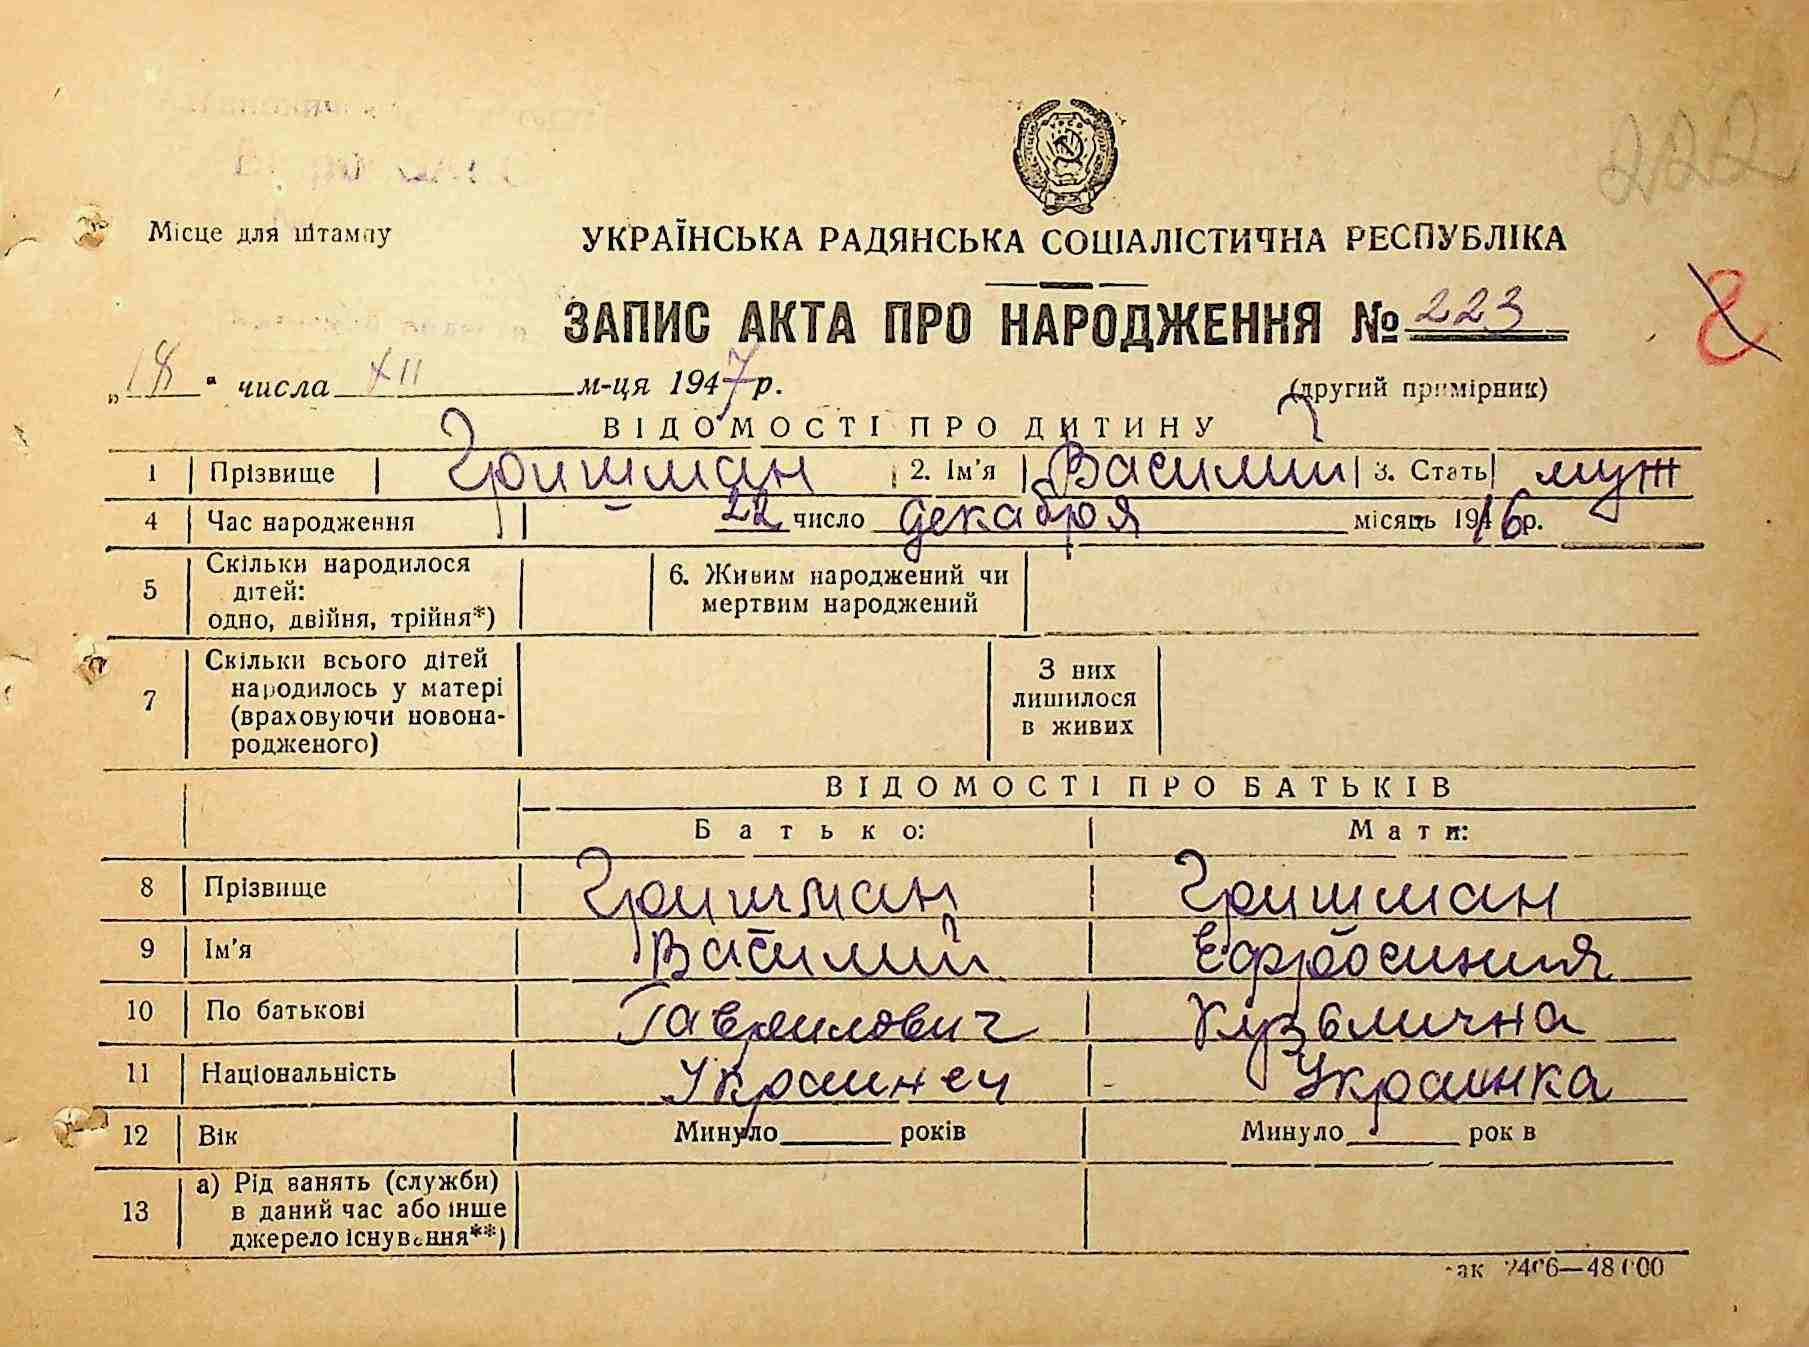 222
Місце для штампу
УКРАЇНСЬКА РАДЯНСЬКА СОЦІАЛІСТИЧНА РЕСПУБЛІКА
ЗАПИС АКТА ПРО НАРОДЖЕННЯ № 223
„18“ числа XII м-ця 1947 р. (другий примірник)
ВІДОМОСТІ ПРО ДИТИНУ
1 Прізвище Гришман 2. Ім'я Василий 3. Стать муж
4 Час народження 22 число декабря місяць 1916 р.
5 Скільки народилося дітей: одно, двійня, трійня*) 6. Живим народжений чи мертвим народжений
7 Скільки всього дітей народилось у матері (враховуючи новона-родженого) З них лишилося в живих
ВІДОМОСТІ ПРО БАТЬКІВ
Батько: Мати:
8 Прізвище Гришман Гришман
9 Ім'я Василий Ефросиния
10 По батькові Гаврилович Кузьмична
11 Національність Украинец Украинка
12 Вік Минуло років Минуло рок в
13 а) Рід занять (служби) в даний час або інше джерело існування**)